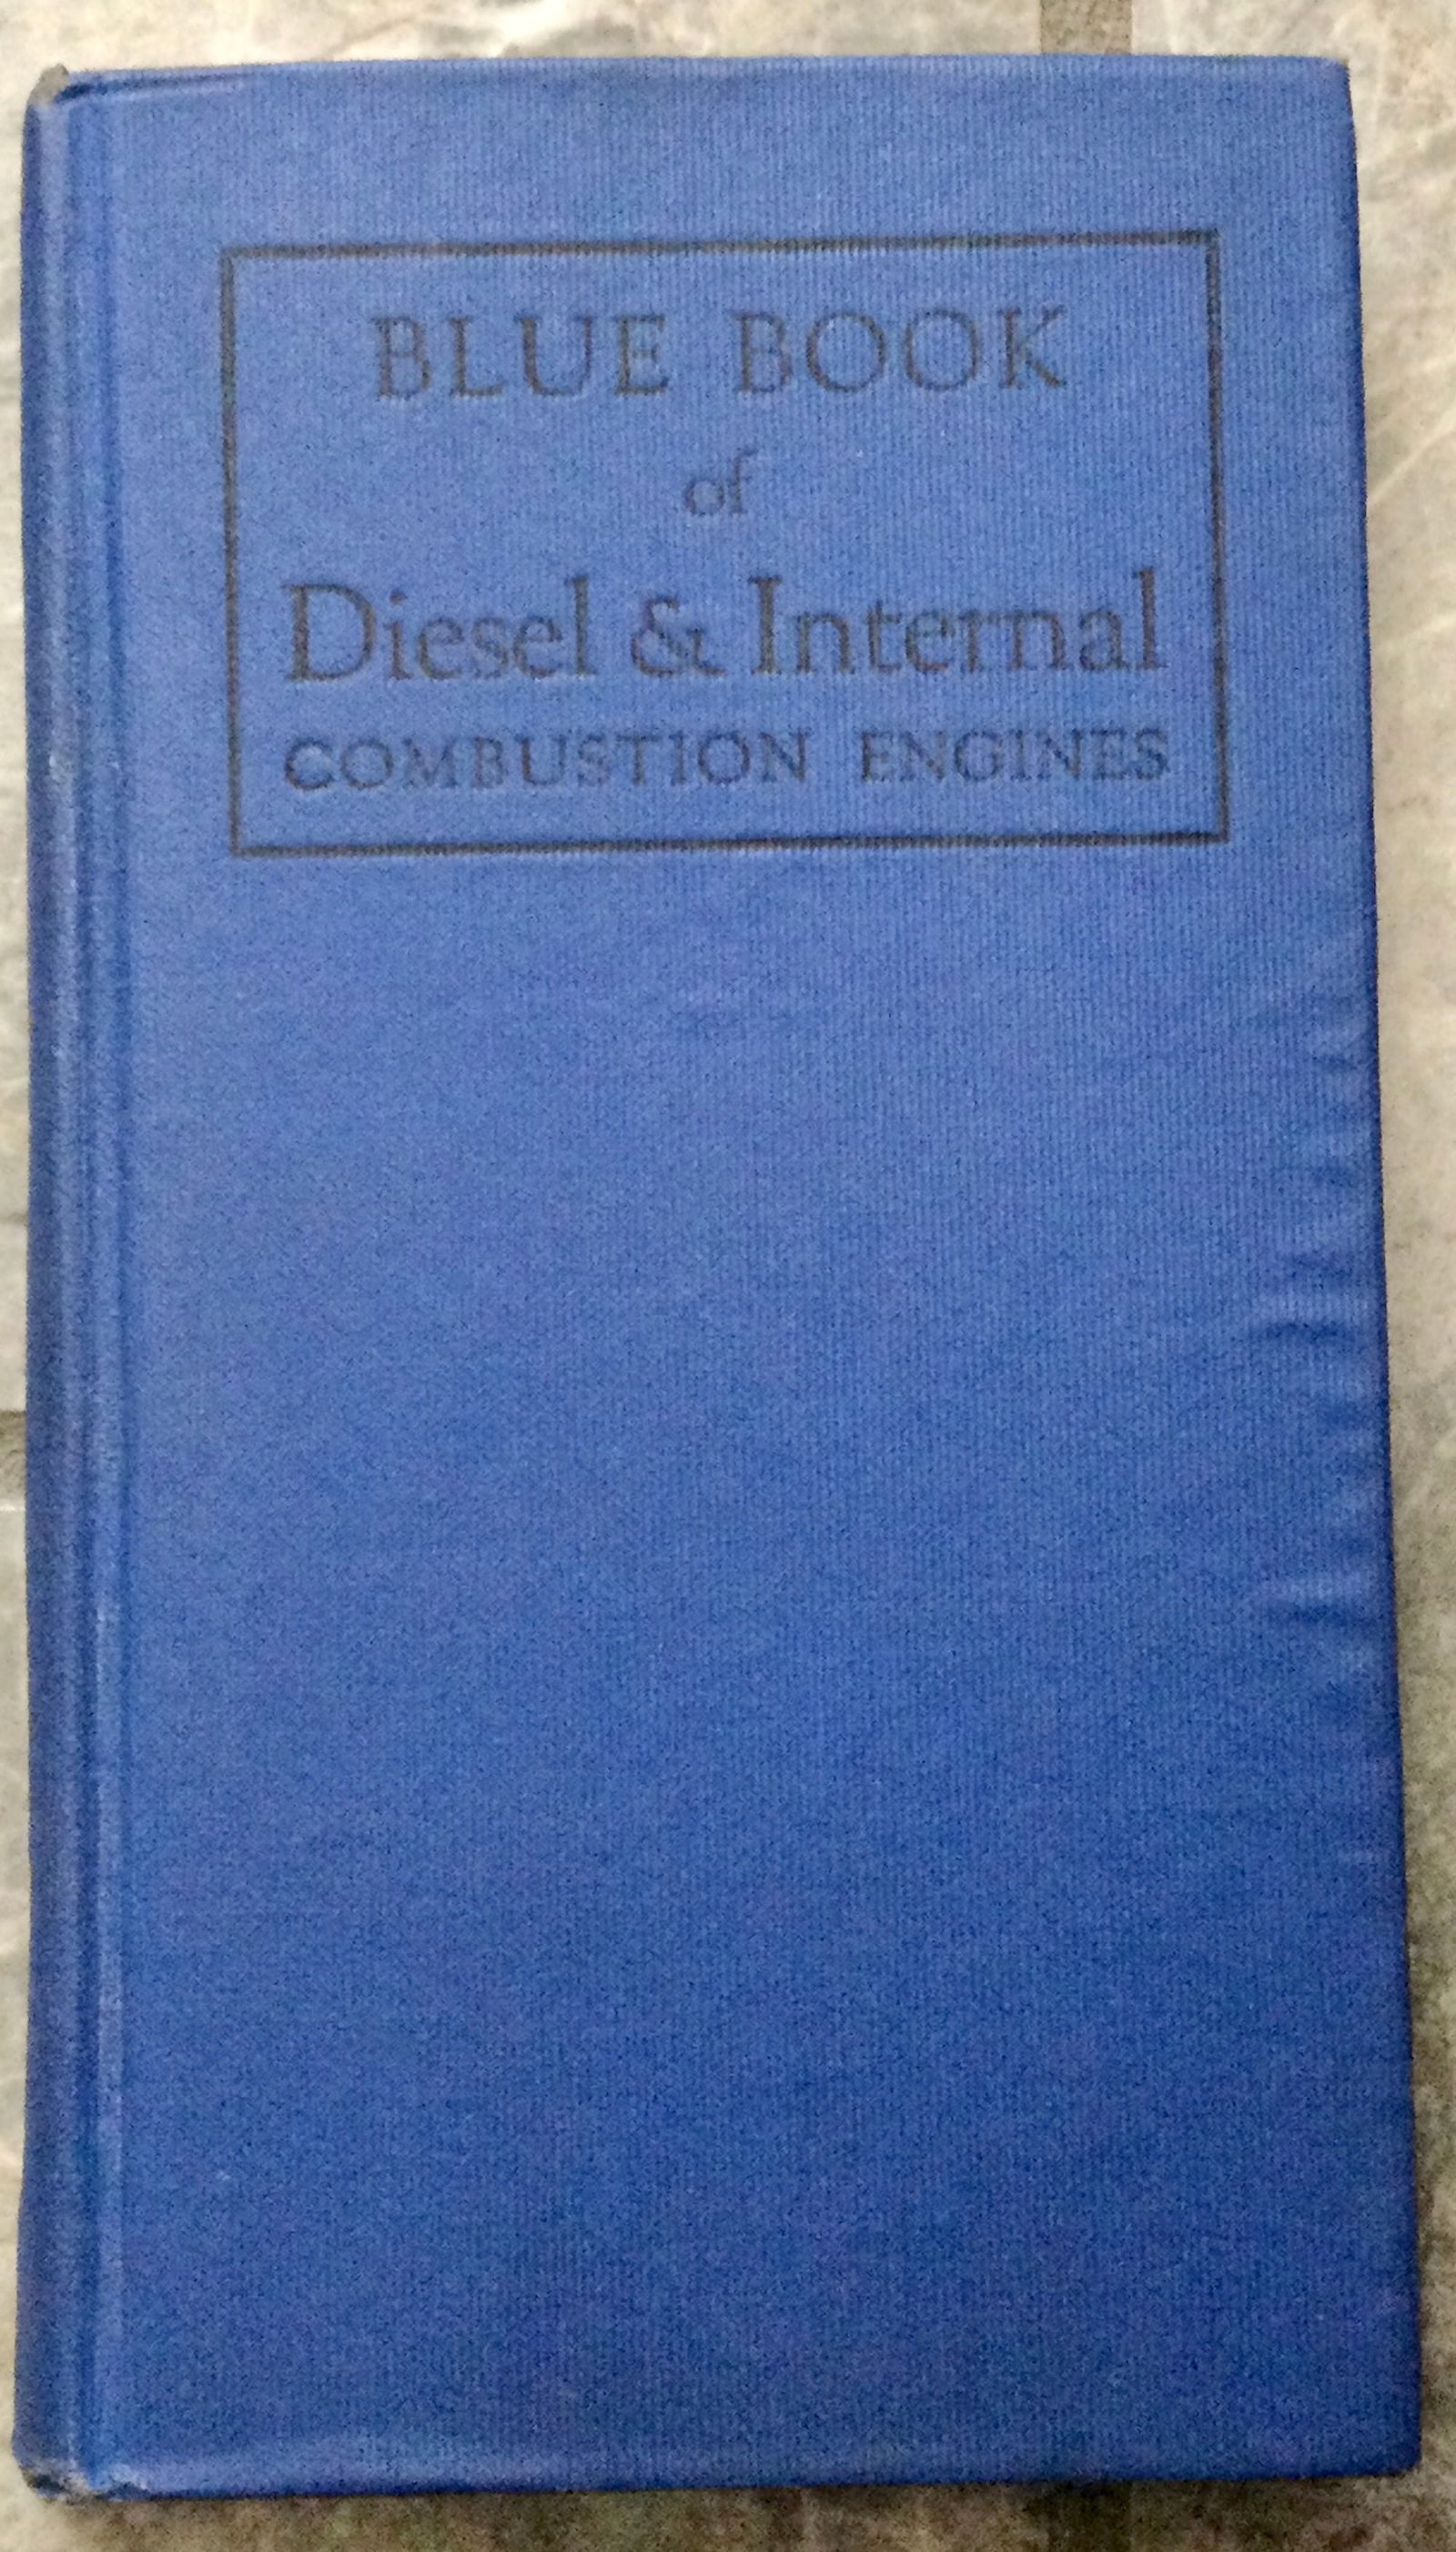 BLUE BOOK
of
Diesel & Internal
COMBUSTION ENGINES